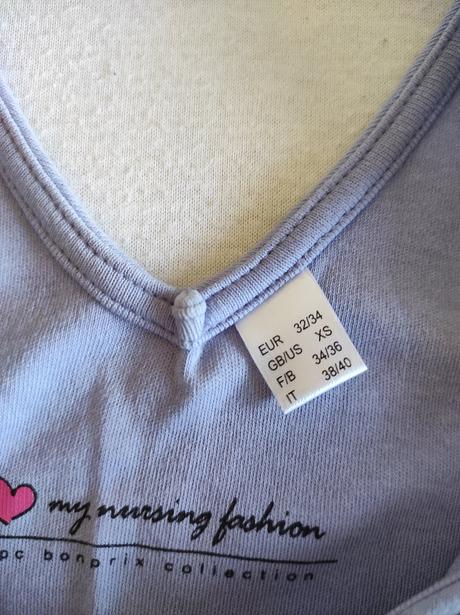 EUR 32/34
GB/US XS
F/B 34/36
IT 38/40
my nursing fashion
bpc bonprix collection